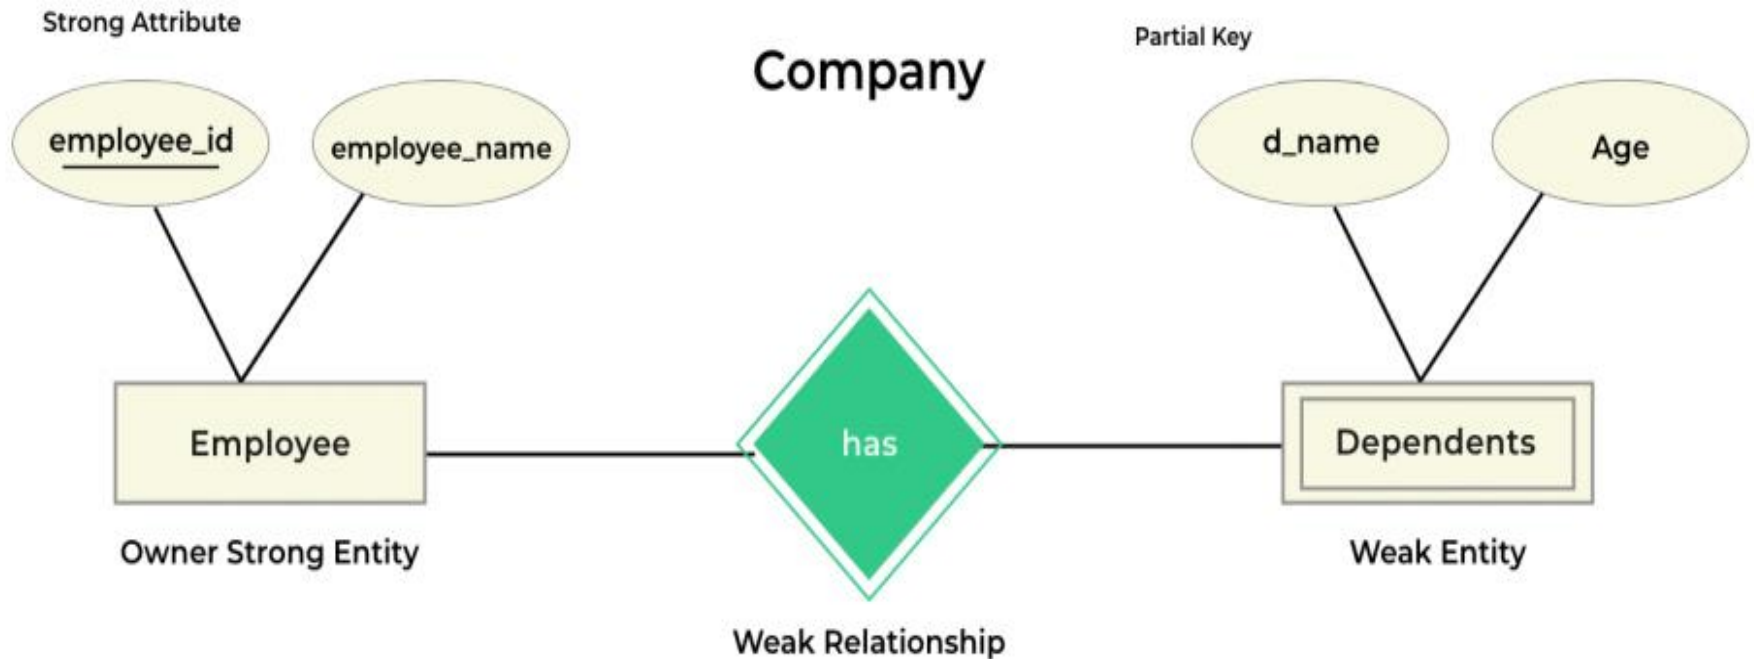 Strong Attribute
Company
Partial Key
employee_id
employee_name
d_name
Age
Employee
has
Dependents
Owner Strong Entity
Weak Entity
Weak Relationship